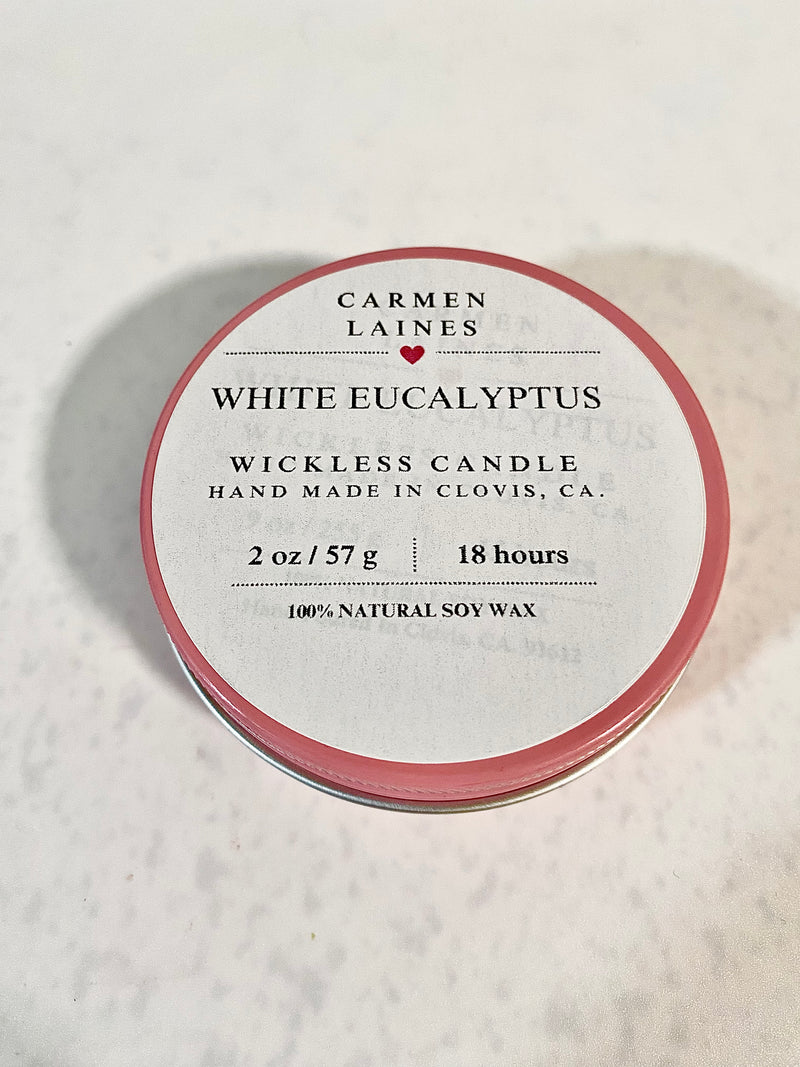 CARMEN
LAINES
WHITE EUCALYPTUS
WICKLESS CANDLE
HAND MADE IN CLOVIS, CA.
2 oz / 57 g 18 hours
100% NATURAL SOY WAX